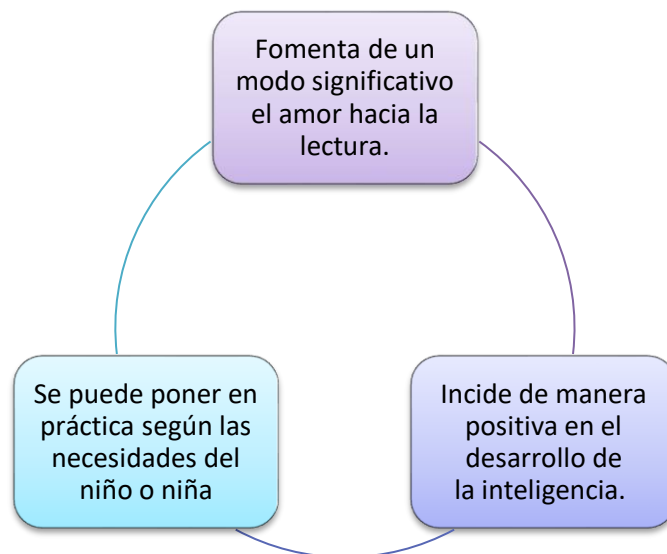 Fomenta de un
modo significativo
el amor hacia la
lectura.
Se puede poner en
práctica según las
necesidades del
niño o niña
Incide de manera
positiva en el
desarrollo de
la inteligencia.